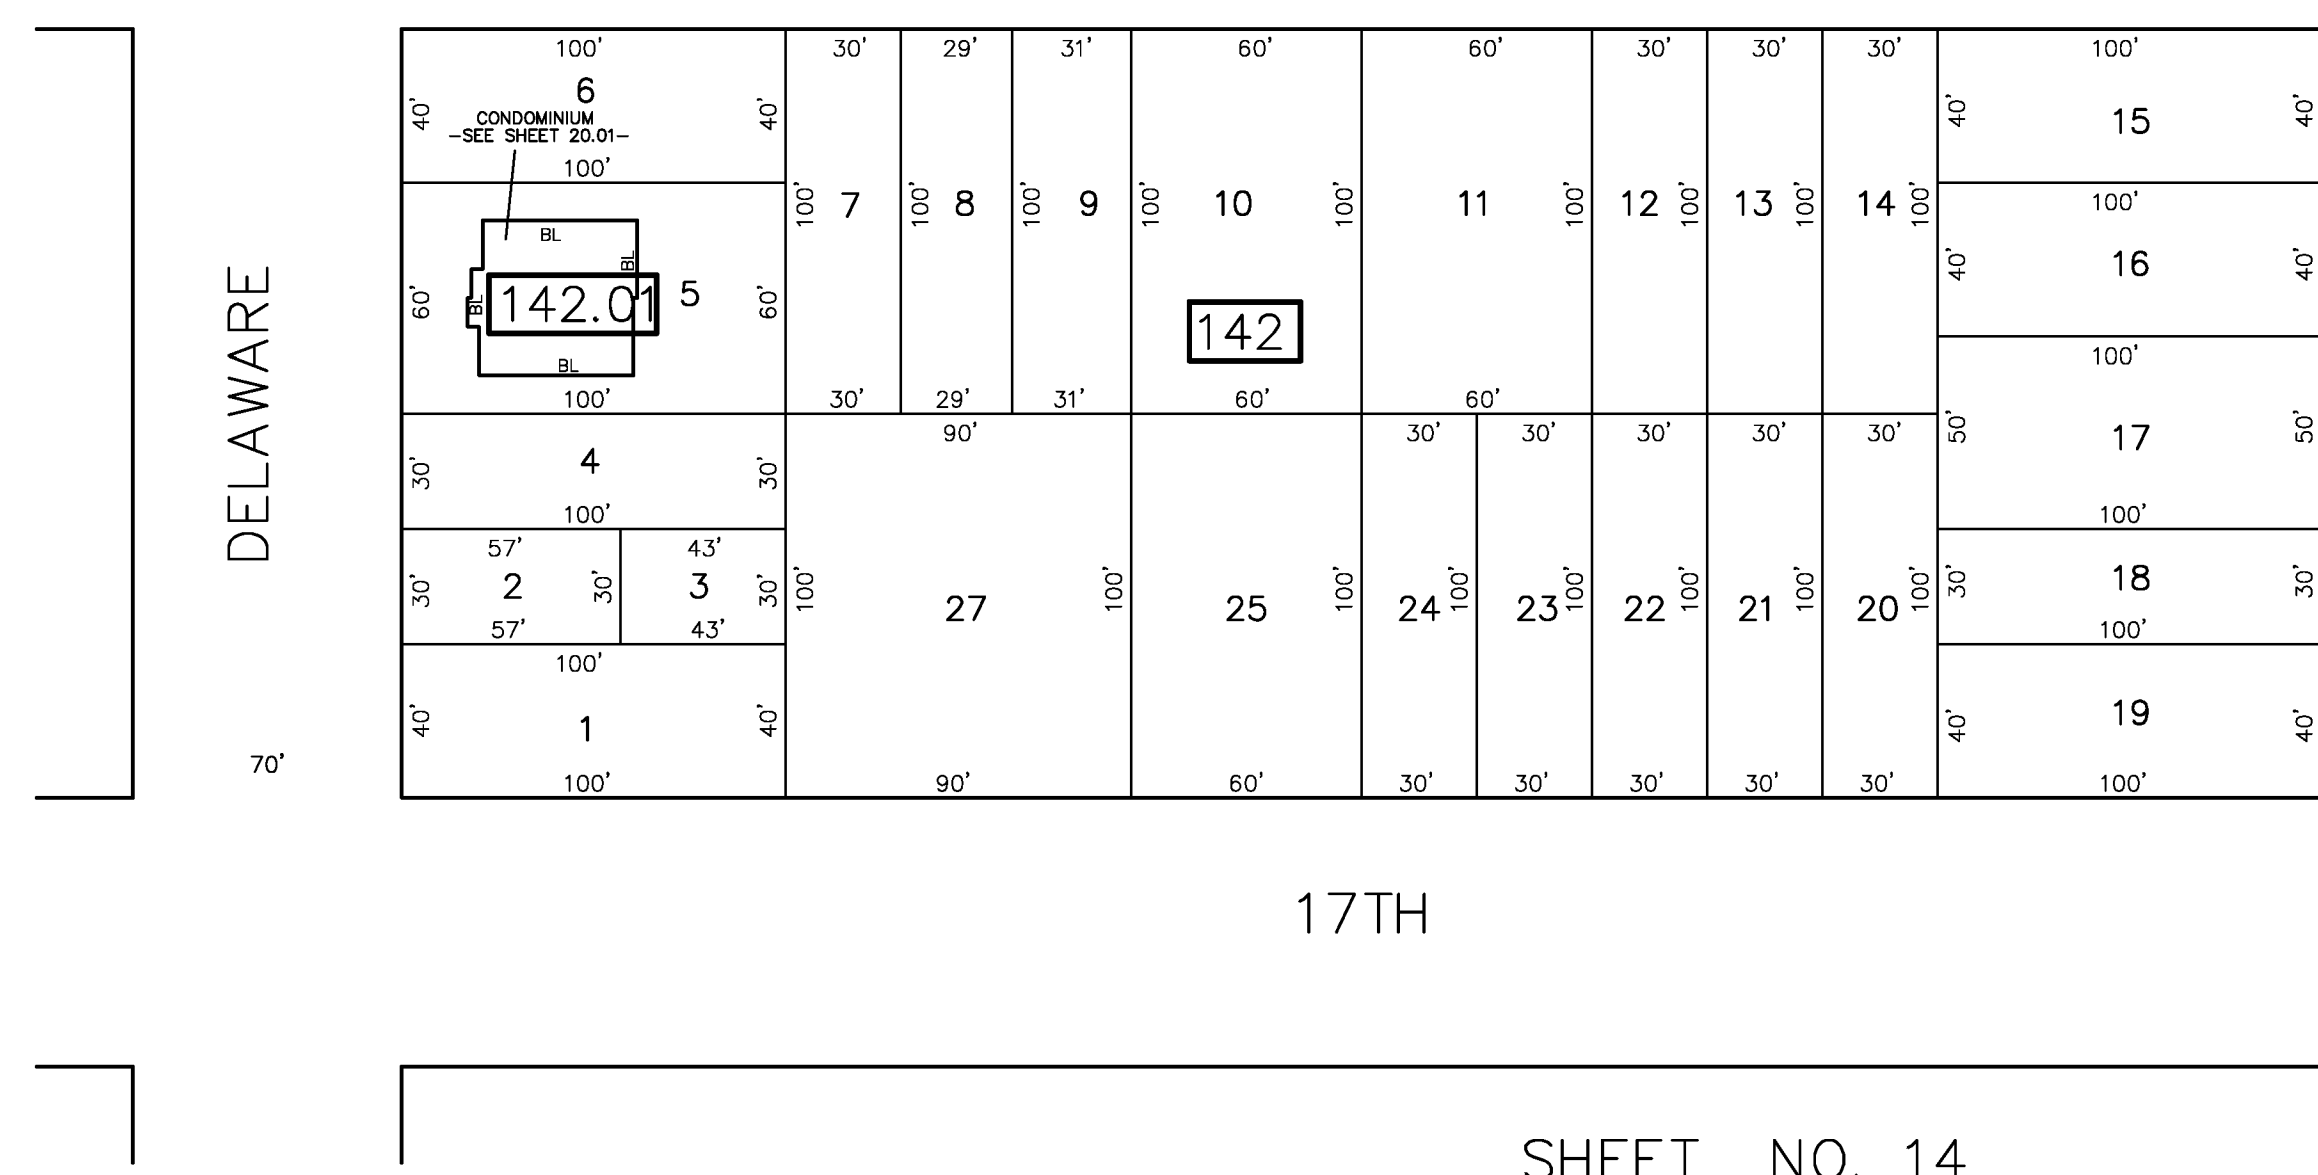 100' 30' 29' 31' 60' 60' 30' 30' 30' 100'
6
40' 40' 40' 15 40'
CONDOMINIUM
-SEE SHEET 20.01-
100'
100' 7 100' 8 100' 9 100' 10 100' 11 100' 12 100' 13 100' 14 100' 100'
BL
BL
40' 16 40'
60' BL 142.01 5 60'
142
100'
BL
100' 30' 29' 31' 60' 60'
90' 30' 30' 30' 30' 30' 50' 17 50'
30' 4 30'
100' 100'
57' 43'
30' 2 30' 3 30' 100' 100' 100' 100' 100' 100' 100' 100' 30' 18 30'
27 25 24 23 22 21 20
57' 43' 100'
100'
40' 1 40' 40' 19 40'
100' 90' 60' 30' 30' 30' 30' 30' 100'
DELAWARE
70'
17TH
SHEET NO. 14